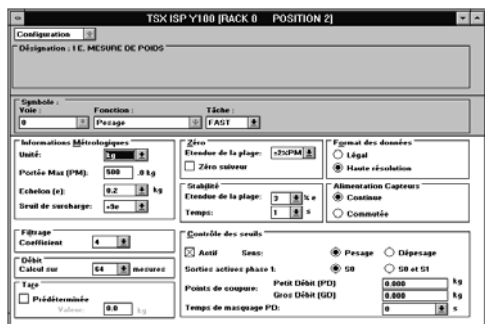 TSX ISP Y100 [RACK 0 POSITION 2]
Configuration
Désignation : 1 E. MESURE DE POIDS
Symbole :
Voie : Fonction : Tâche :
0 Pesage FAST
Informations Métrologiques
Unité: kg
Portée Max (PM): 500 .0 kg
Echelon (e): 0.2 kg
Seuil de surcharge: +9e
Zéro
Etendue de la plage: ±2%PM
Zéro suiveur
Format des données
Légal
Haute résolution
Stabilité
Etendue de la plage: 3 % e
Temps: 1 s
Alimentation Capteurs
Continue
Commutée
Filtrage
Coefficient 4
Débit
Calcul sur 64 mesures
Tare
Prédéterminée
Valeur: 0.0 kg
Contrôle des seuils
Actif Sens: Pesage Dépesage
Sorties actives phase 1: S0 S0 et S1
Points de coupure: Petit Débit (PD) 0.000 kg
Gros Débit (GD) 0.000 kg
Temps de masquage PD: 0 s